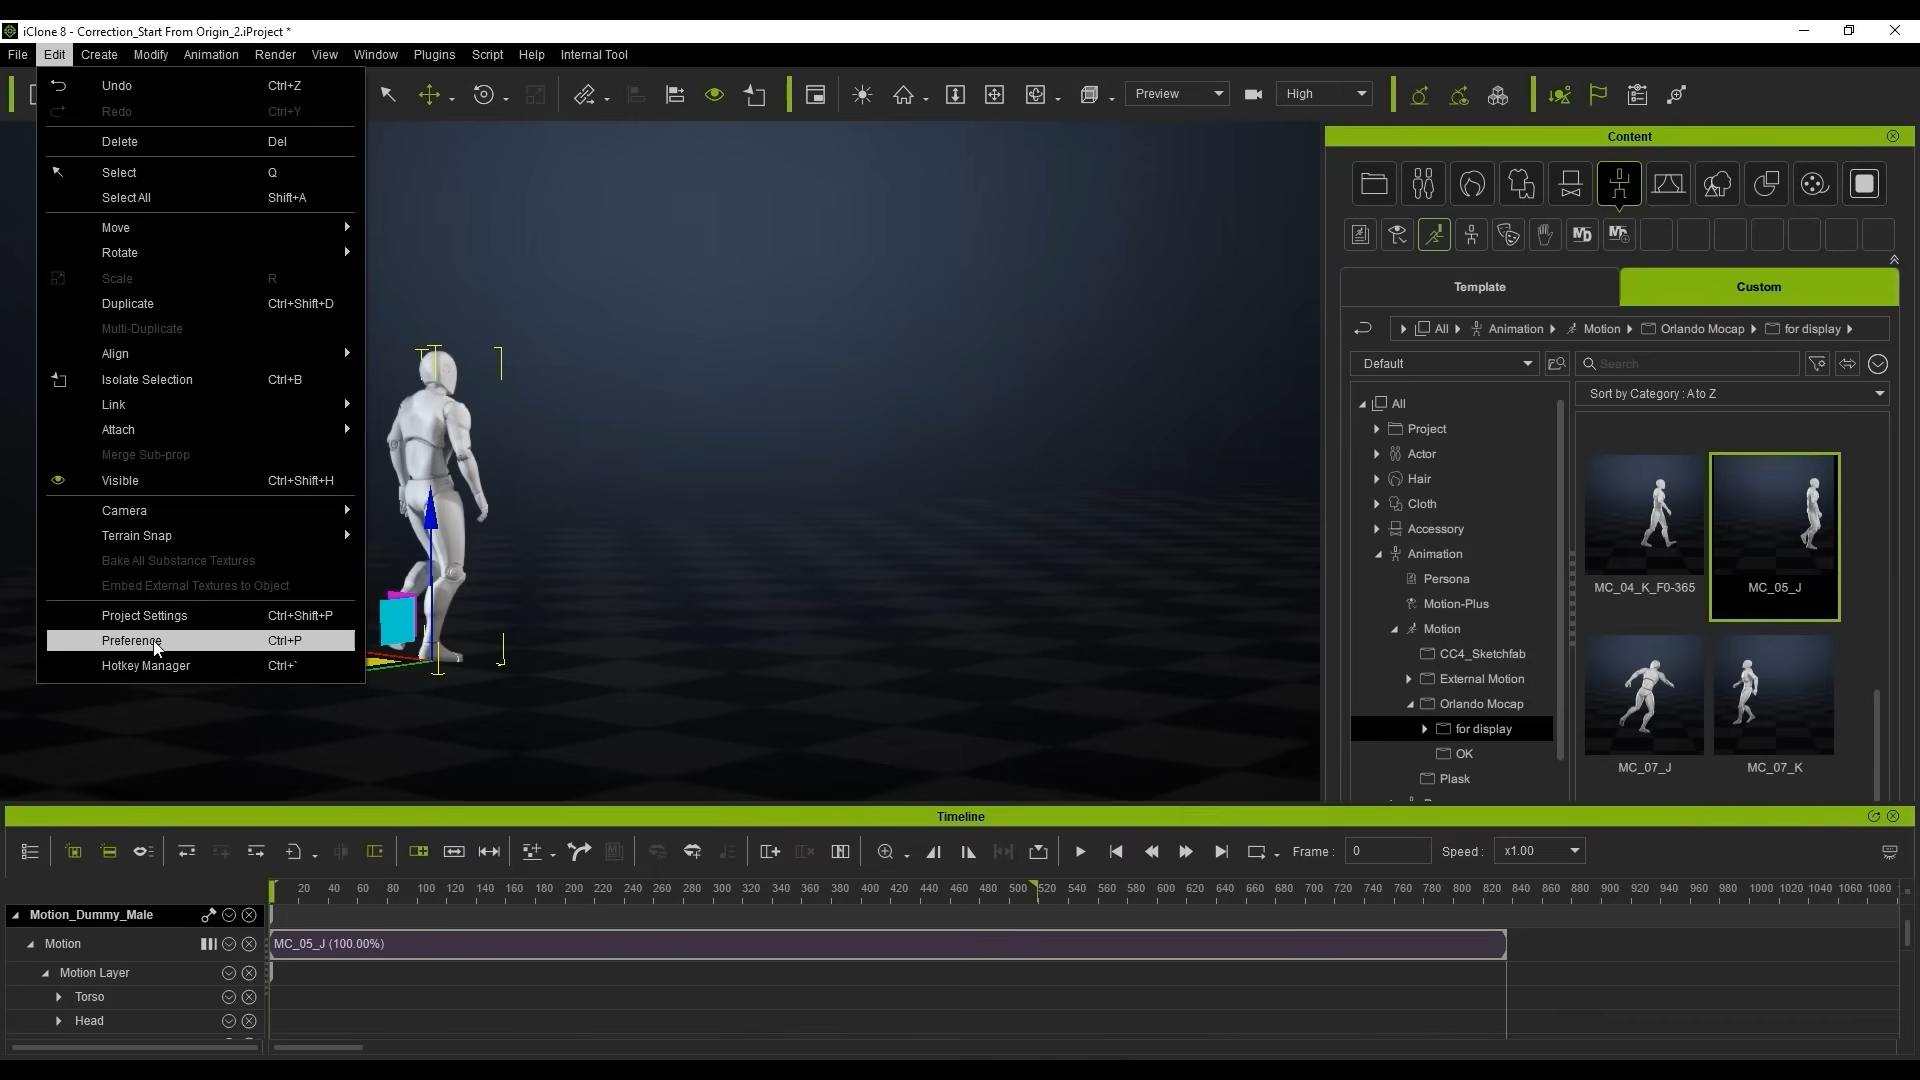 iClone 8 - Correction_Start From Origin_2.iProject *
File Edit Create Modify Animation Render View Window Plugins Script Help Internal Tool
Undo Ctrl+Z
Redo Ctrl+Y
Delete Del
Select Q
Select All Shift+A
Move
Rotate
Scale R
Duplicate Ctrl+Shift+D
Multi-Duplicate
Align
Isolate Selection Ctrl+B
Link
Attach
Merge Sub-prop
Visible Ctrl+Shift+H
Camera
Terrain Snap
Bake All Substance Textures
Embed External Textures to Object
Project Settings Ctrl+Shift+P
Preference Ctrl+P
Hotkey Manager Ctrl+`
Preview High
Content
Template Custom
All Animation Motion Orlando Mocap for display
Default Search
Sort by Category : A to Z
All
Project
Actor
Hair
Cloth
Accessory
Animation
Persona
Motion-Plus
Motion
CC4_Sketchfab
External Motion
Orlando Mocap
for display
OK
Plask
MC_04_K_F0-365 MC_05_J
MC_07_J MC_07_K
Timeline
Frame : 0 Speed : x1.00
20 40 60 80 100 120 140 160 180 200 220 240 260 280 300 320 340 360 380 400 420 440 460 480 500 520 540 560 580 600 620 640 660 680 700 720 740 760 780 800 820 840 860 880 900 920 940 960 980 1000 1020 1040 1060 1080
Motion_Dummy_Male
Motion MC_05_J (100.00%)
Motion Layer
Torso
Head